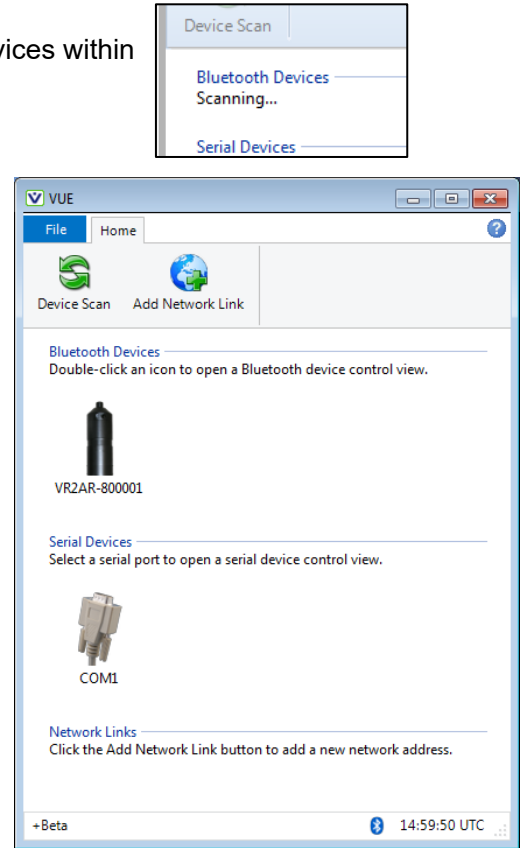 vices within
Device Scan
Bluetooth Devices
Scanning...
Serial Devices
VUE
File Home
Device Scan Add Network Link
Bluetooth Devices
Double-click an icon to open a Bluetooth device control view.
VR2AR-800001
Serial Devices
Select a serial port to open a serial device control view.
COM1
Network Links
Click the Add Network Link button to add a new network address.
+Beta 14:59:50 UTC